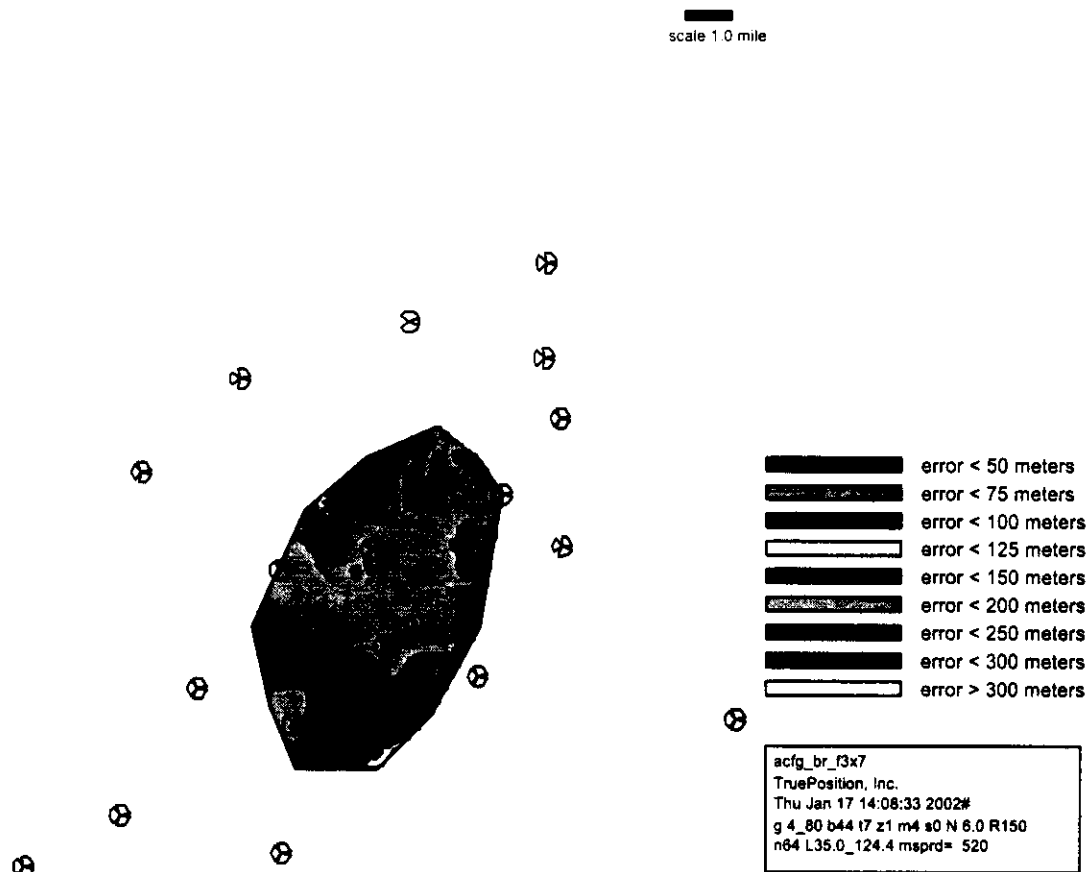 scale 1.0 mile
error < 50 meters
error < 75 meters
error < 100 meters
error < 125 meters
error < 150 meters
error < 200 meters
error < 250 meters
error < 300 meters
error > 300 meters
acfg_br_f3x7
TruePosition, Inc.
Thu Jan 17 14:08:33 2002#
g 4_80 b44 t7 z1 m4 s0 N 6.0 R150
n64 L35.0_124.4 msprd= 520